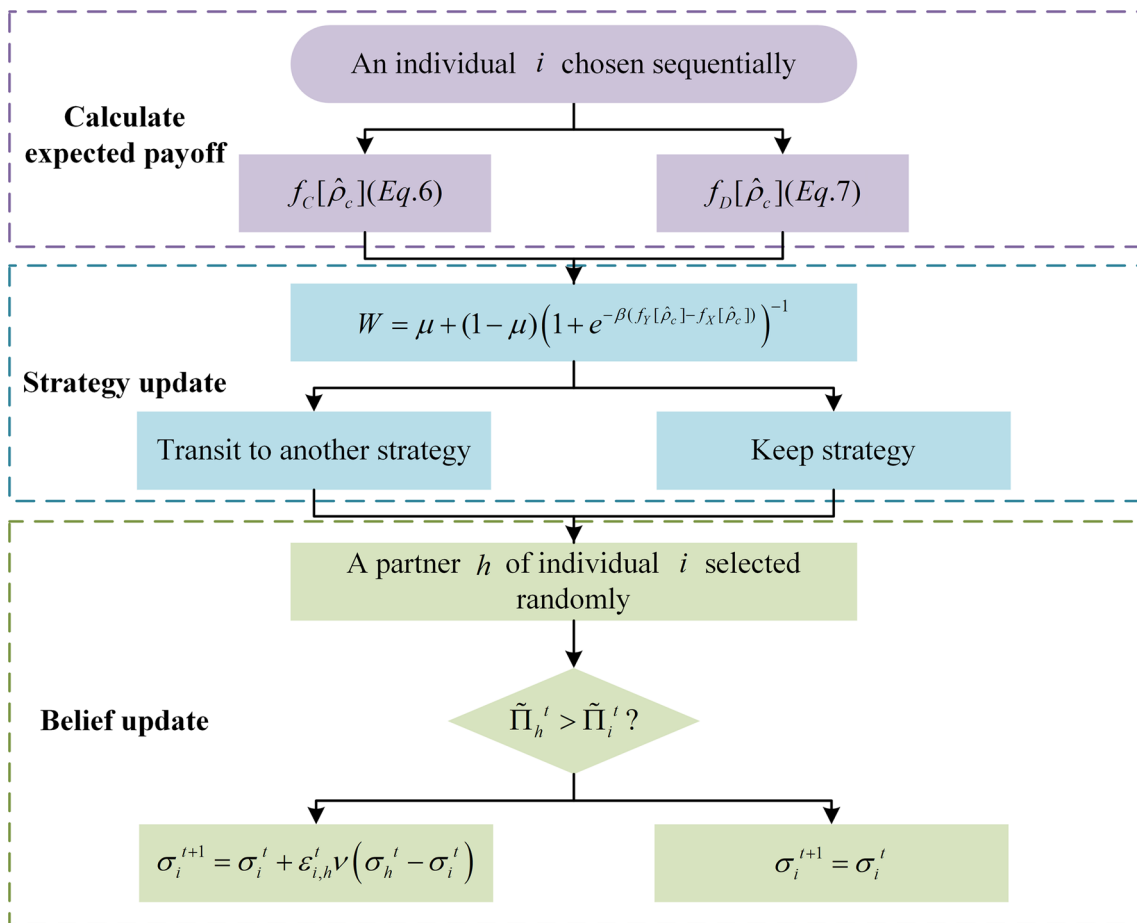 An individual i chosen sequentially
Calculate
expected payoff
f_C[ρ̂_c](Eq.6)
f_D[ρ̂_c](Eq.7)
W = μ + (1 − μ)(1 + e^{−β(f_Y[ρ̂_c]−f_X[ρ̂_c])})^{−1}
Strategy update
Transit to another strategy
Keep strategy
A partner h of individual i selected
randomly
Belief update
Π̃_h^t > Π̃_i^t ?
σ_i^{t+1} = σ_i^t + ε_{i,h}^t ν(σ_h^t − σ_i^t)
σ_i^{t+1} = σ_i^t